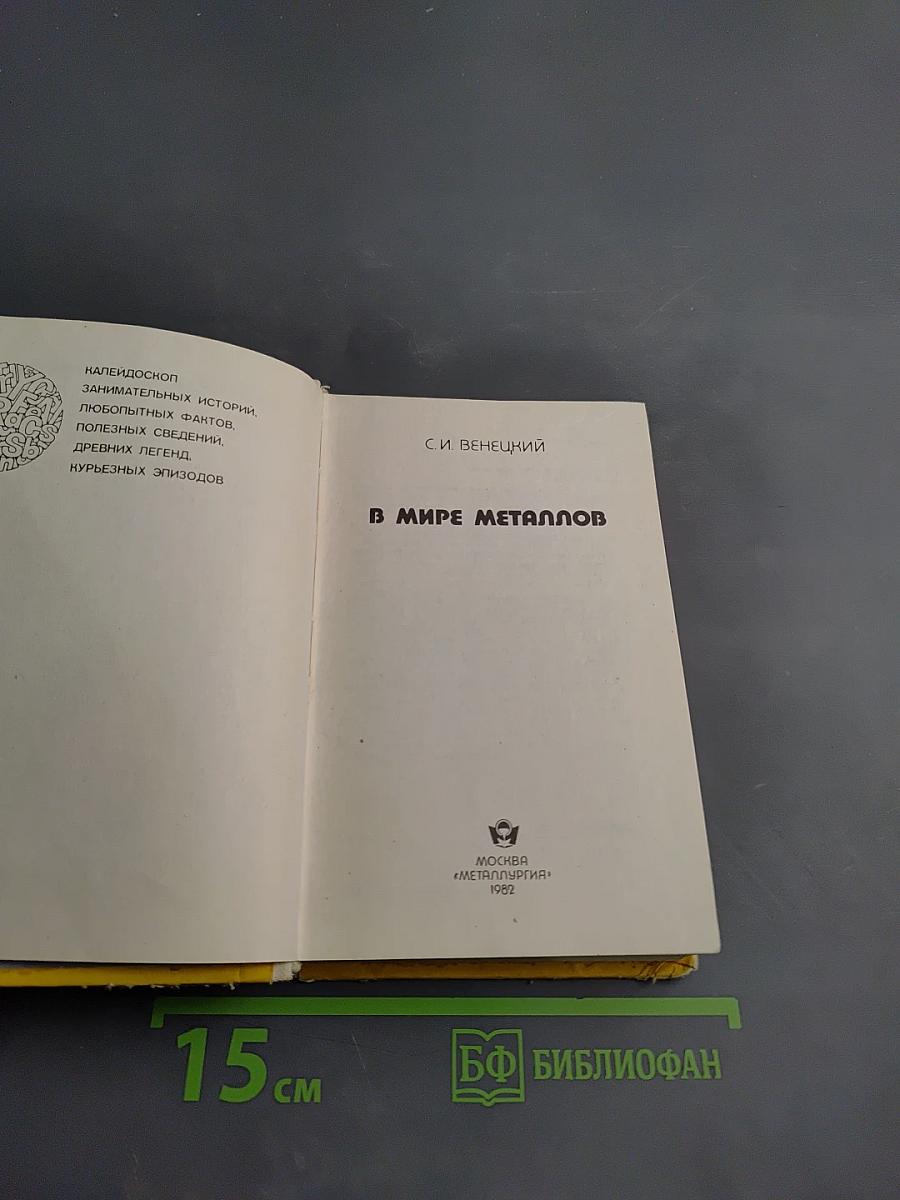 КАЛЕЙДОСКОП
ЗАНИМАТЕЛЬНЫХ ИСТОРИЙ,
ЛЮБОПЫТНЫХ ФАКТОВ,
ПОЛЕЗНЫХ СВЕДЕНИЙ,
ДРЕВНИХ ЛЕГЕНД,
КУРЬЕЗНЫХ ЭПИЗОДОВ
С.И. ВЕНЕЦКИЙ
В МИРЕ МЕТАЛЛОВ
МОСКВА
«МЕТАЛЛУРГИЯ»
1982
15 СМ
БФ БИБЛИОФАН